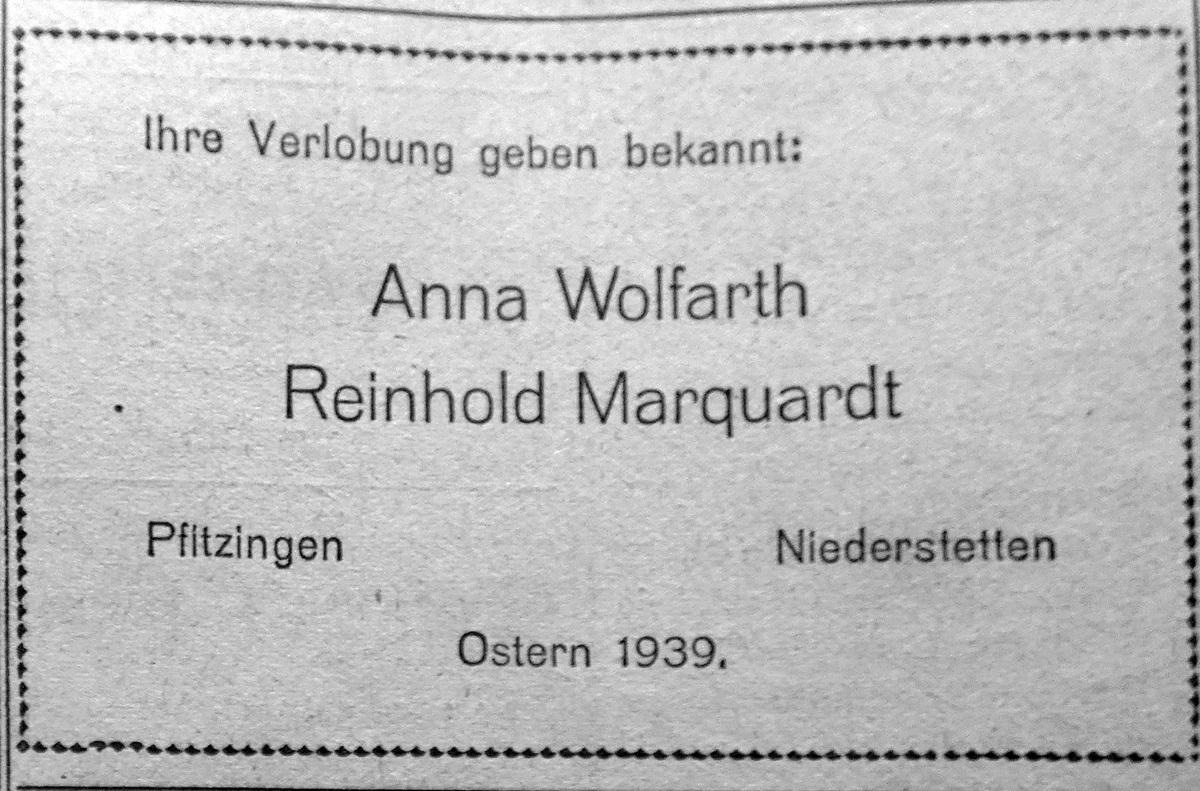 Ihre Verlobung geben bekannt:
Anna Wolfarth
Reinhold Marquardt
Pfitzingen Niederstetten
Ostern 1939.